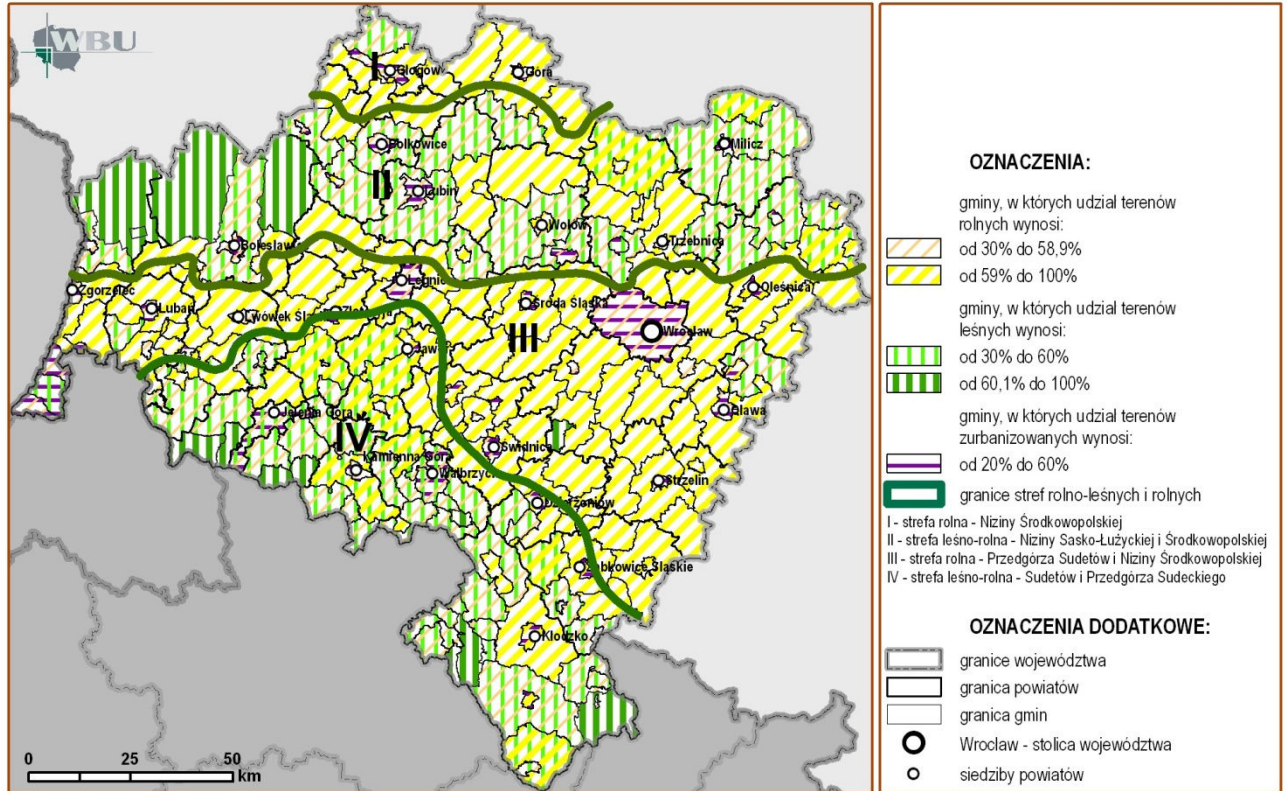 WBU
I
Głogów
Góra
Polkowice
Milicz
II
Lubin
Wołów
Trzebnica
Zgorzelec
Legnic
Oleśnica
Lubań
Lwówek Śląs
Środa Śląska
III
Wrocław
Jawor
Jelenia Góra
Oława
IV
Kamienna Góra
Świdnica
Wałbrzych
Strzelin
Dzierżoniów
Ząbkowice Śląskie
Kłodzko
0 25 50
km
OZNACZENIA:
gminy, w których udział terenów
rolnych wynosi:
od 30% do 58,9%
od 59% do 100%
gminy, w których udział terenów
leśnych wynosi:
od 30% do 60%
od 60,1% do 100%
gminy, w których udział terenów
zurbanizowanych wynosi:
od 20% do 60%
granice stref rolno-leśnych i rolnych
I - strefa rolna - Niziny Środkowopolskiej
II - strefa leśno-rolna - Niziny Sasko-Łużyckiej i Środkowopolskiej
III - strefa rolna - Przedgórza Sudetów i Niziny Środkowopolskiej
IV - strefa leśno-rolna - Sudetów i Przedgórza Sudeckiego
OZNACZENIA DODATKOWE:
granice województwa
granica powiatów
granica gmin
Wrocław - stolica województwa
siedziby powiatów